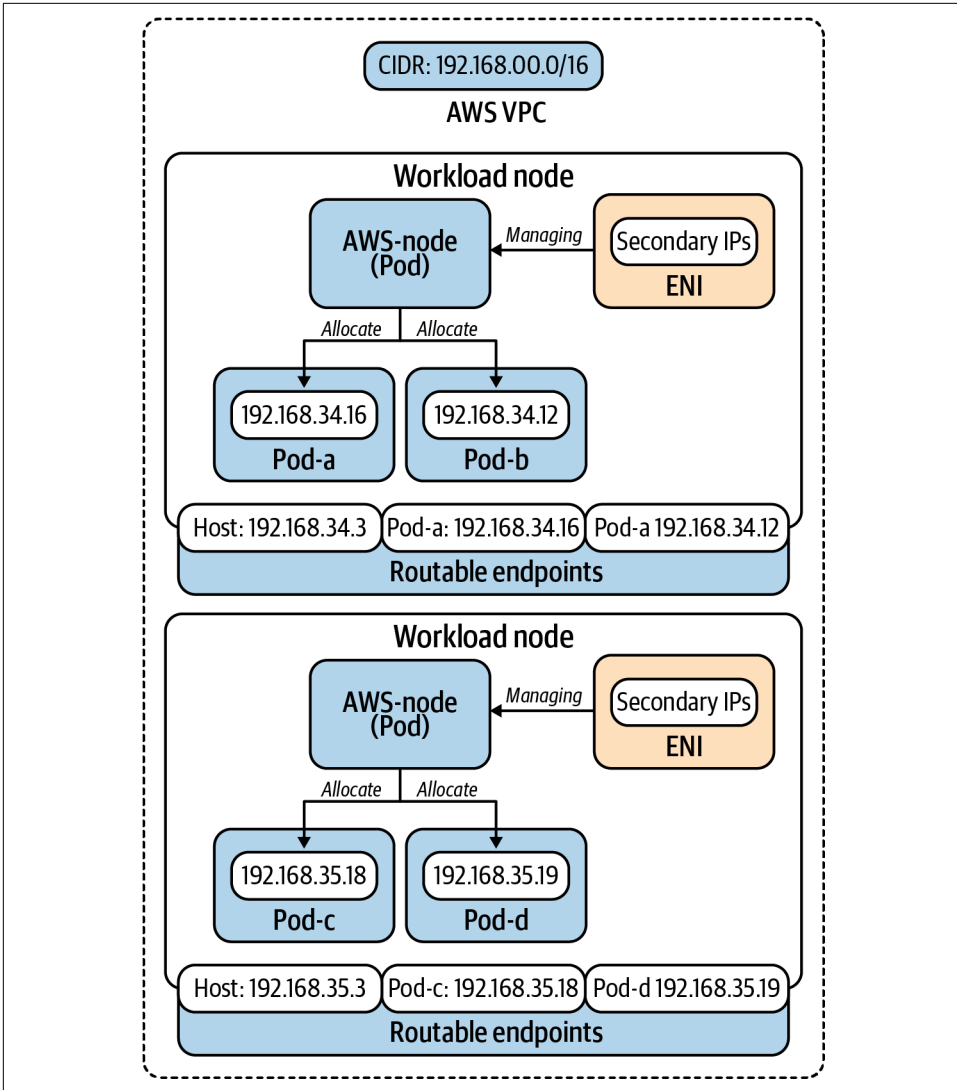 CIDR: 192.168.00.0/16
AWS VPC
Workload node
AWS-node
(Pod)
Managing
Secondary IPs
ENI
Allocate
Allocate
192.168.34.16
Pod-a
192.168.34.12
Pod-b
Host: 192.168.34.3
Pod-a: 192.168.34.16
Pod-a 192.168.34.12
Routable endpoints
Workload node
AWS-node
(Pod)
Managing
Secondary IPs
ENI
Allocate
Allocate
192.168.35.18
Pod-c
192.168.35.19
Pod-d
Host: 192.168.35.3
Pod-c: 192.168.35.18
Pod-d 192.168.35.19
Routable endpoints